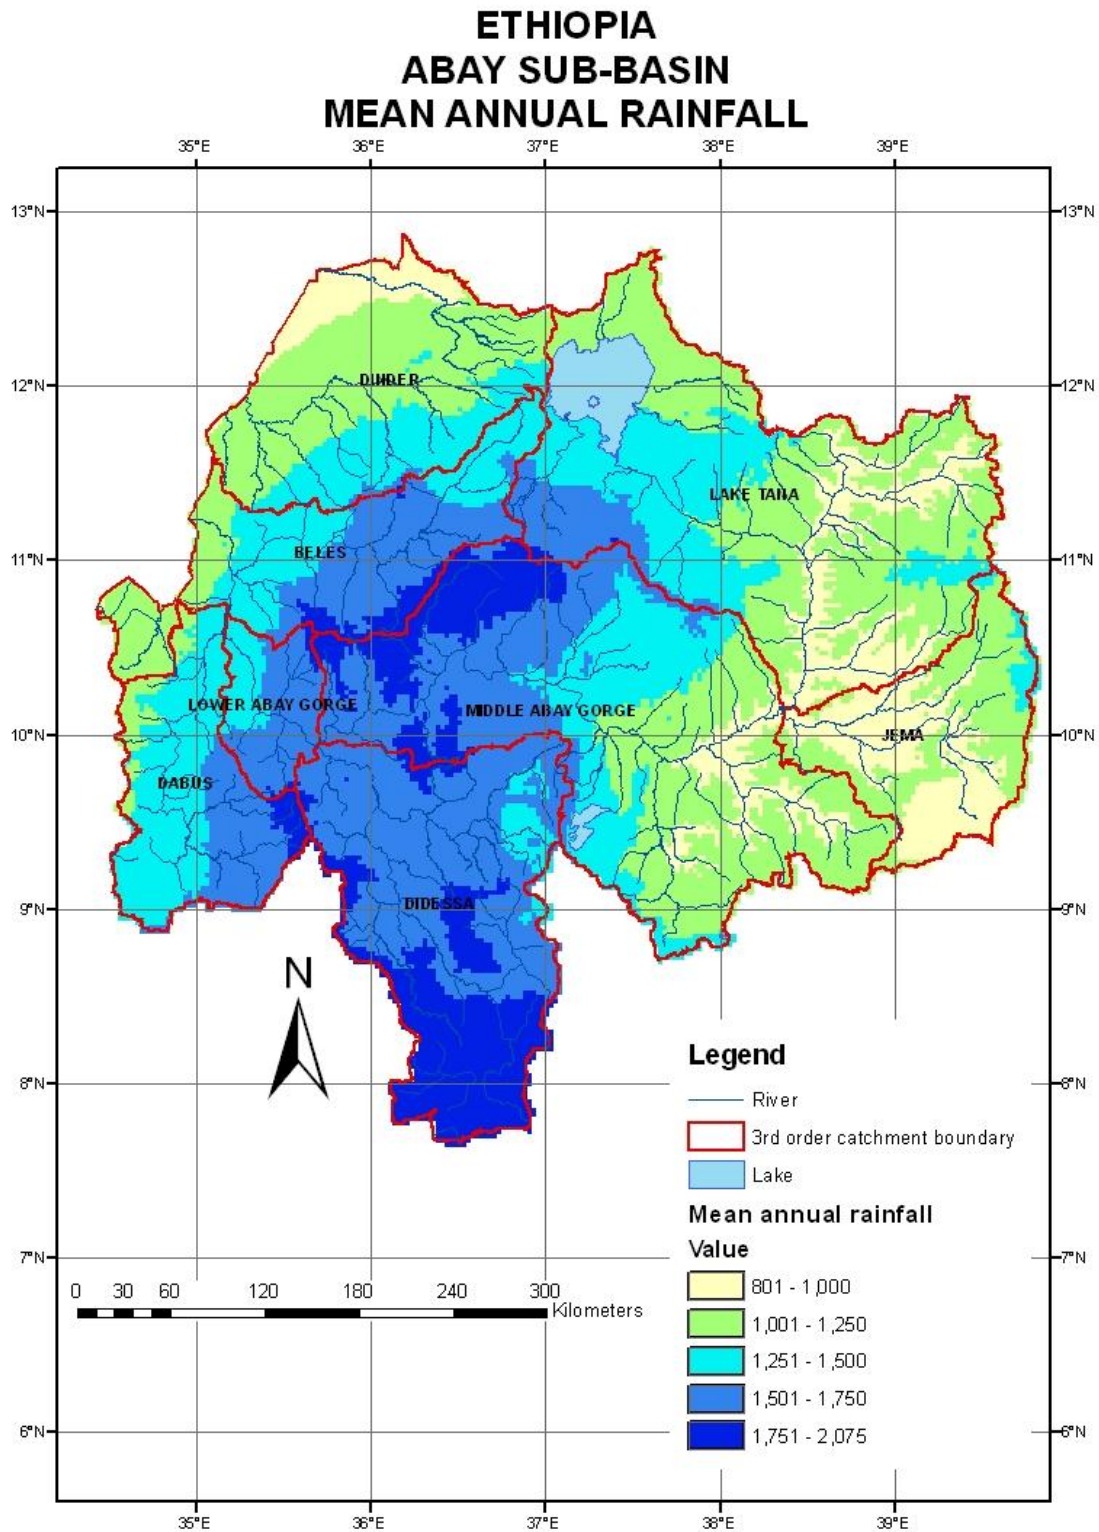 ETHIOPIA
ABAY SUB-BASIN
MEAN ANNUAL RAINFALL
35°E 36°E 37°E 38°E 39°E
13°N 13°N
12°N 12°N
LAKE TANA
BELES
11°N 11°N
LOWER ABAY GORGE MIDDLE ABAY GORGE
10°N JEMA 10°N
DABUS
DIDESSA
9°N 9°N
N
Legend
River
3rd order catchment boundary
Lake
8°N 8°N
Mean annual rainfall
Value
801 - 1,000
1,001 - 1,250
1,251 - 1,500
1,501 - 1,750
1,751 - 2,075
7°N 7°N
0 30 60 120 180 240 300
Kilometers
6°N 6°N
35°E 36°E 37°E 38°E 39°E